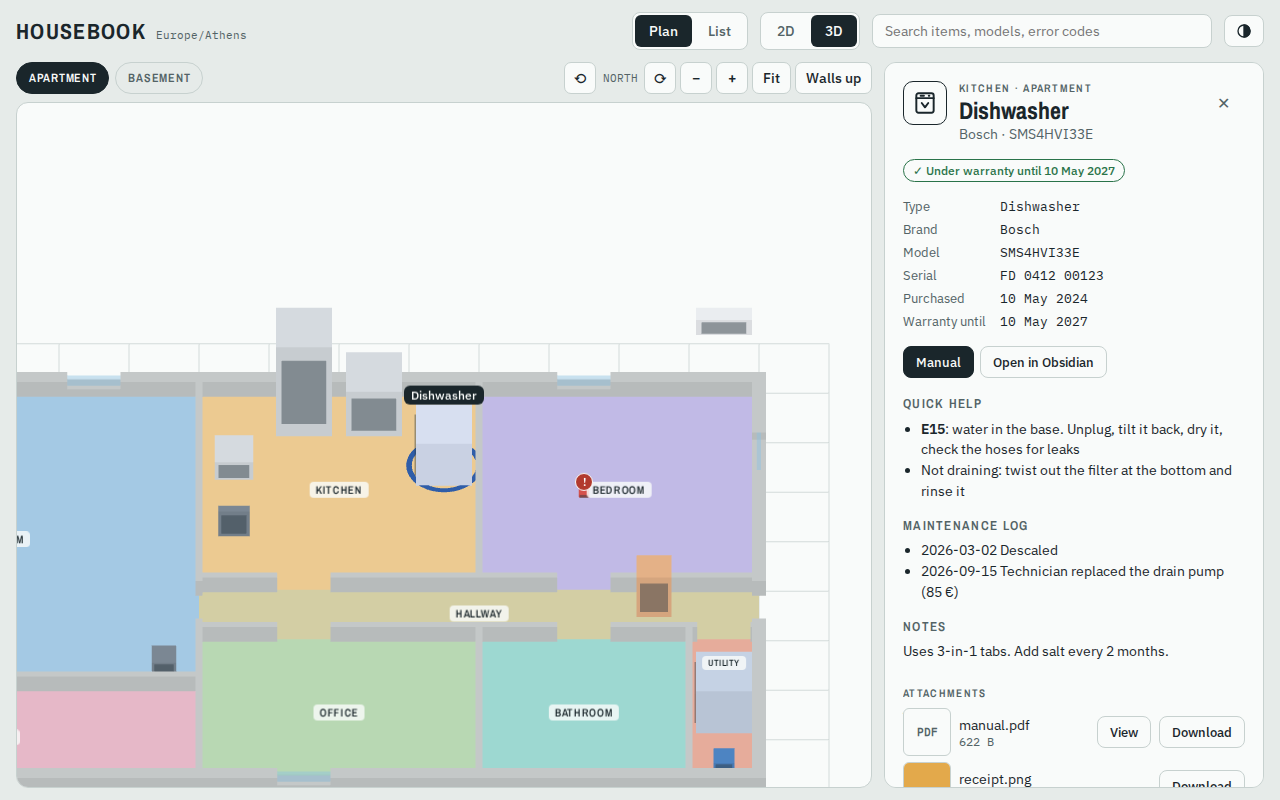 HOUSEBOOK Europe/Athens
Plan List 2D 3D Search items, models, error codes
APARTMENT BASEMENT ⟲ NORTH ⟳ − + Fit Walls up
Dishwasher
KITCHEN
BEDROOM
!
M
HALLWAY
UTILITY
OFFICE
BATHROOM
KITCHEN · APARTMENT
Dishwasher
Bosch · SMS4HVI33E
✕
✓ Under warranty until 10 May 2027
Type Dishwasher
Brand Bosch
Model SMS4HVI33E
Serial FD 0412 00123
Purchased 10 May 2024
Warranty until 10 May 2027
Manual Open in Obsidian
QUICK HELP
• E15: water in the base. Unplug, tilt it back, dry it,
check the hoses for leaks
• Not draining: twist out the filter at the bottom and
rinse it
MAINTENANCE LOG
• 2026-03-02 Descaled
• 2026-09-15 Technician replaced the drain pump
(85 €)
NOTES
Uses 3-in-1 tabs. Add salt every 2 months.
ATTACHMENTS
PDF manual.pdf View Download
622 B
receipt.png Download